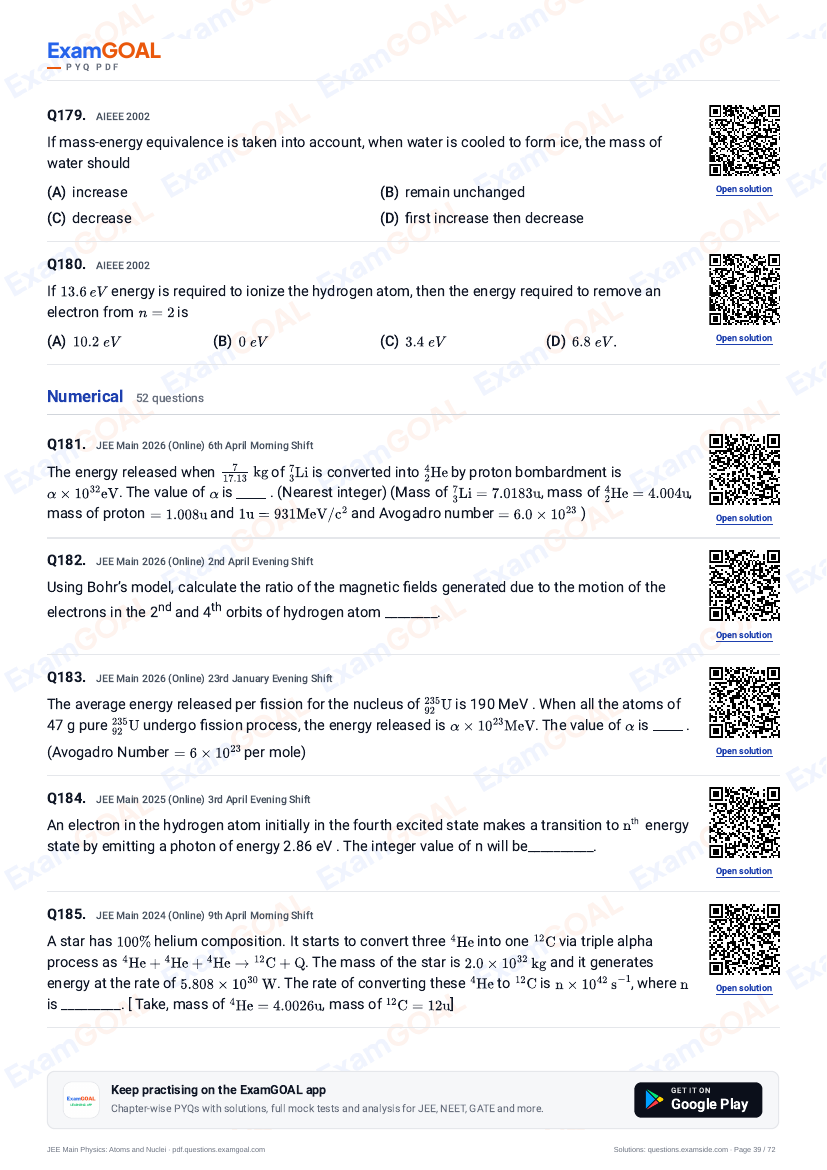 ExamGOAL
PYQ PDF
Q179. AIEEE 2002
If mass-energy equivalence is taken into account, when water is cooled to form ice, the mass of
water should
(A) increase
(B) remain unchanged
(C) decrease
(D) first increase then decrease
Open solution
Q180. AIEEE 2002
If 13.6 eV energy is required to ionize the hydrogen atom, then the energy required to remove an
electron from n = 2 is
(A) 10.2 eV
(B) 0 eV
(C) 3.4 eV
(D) 6.8 eV.
Open solution
Numerical 52 questions
Q181. JEE Main 2026 (Online) 6th April Morning Shift
The energy released when $\frac{7}{17.13}$ kg of $^{7}_{3}$Li is converted into $^{4}_{2}$He by proton bombardment is
α × 10³²eV. The value of α is ____ . (Nearest integer) (Mass of $^{7}_{3}$Li = 7.0183u, mass of $^{4}_{2}$He = 4.004u,
mass of proton = 1.008u and 1u = 931MeV/c² and Avogadro number = 6.0 × 10²³ )
Open solution
Q182. JEE Main 2026 (Online) 2nd April Evening Shift
Using Bohr’s model, calculate the ratio of the magnetic fields generated due to the motion of the
electrons in the 2nd and 4th orbits of hydrogen atom _______.
Open solution
Q183. JEE Main 2026 (Online) 23rd January Evening Shift
The average energy released per fission for the nucleus of $^{235}_{92}$U is 190 MeV . When all the atoms of
47 g pure $^{235}_{92}$U undergo fission process, the energy released is α × 10²³MeV. The value of α is ____ .
(Avogadro Number = 6 × 10²³ per mole)
Open solution
Q184. JEE Main 2025 (Online) 3rd April Evening Shift
An electron in the hydrogen atom initially in the fourth excited state makes a transition to nth energy
state by emitting a photon of energy 2.86 eV . The integer value of n will be_________.
Open solution
Q185. JEE Main 2024 (Online) 9th April Morning Shift
A star has 100% helium composition. It starts to convert three ⁴He into one ¹²C via triple alpha
process as ⁴He + ⁴He + ⁴He → ¹²C + Q. The mass of the star is 2.0 × 10³² kg and it generates
energy at the rate of 5.808 × 10³⁰ W. The rate of converting these ⁴He to ¹²C is n × 10⁴² s⁻¹, where n
is ________. [ Take, mass of ⁴He = 4.0026u, mass of ¹²C = 12u]
Open solution
ExamGOAL
Keep practising on the ExamGOAL app
Chapter-wise PYQs with solutions, full mock tests and analysis for JEE, NEET, GATE and more.
GET IT ON
Google Play
JEE Main Physics: Atoms and Nuclei · pdf.questions.examgoal.com
Solutions: questions.examside.com · Page 39 / 72